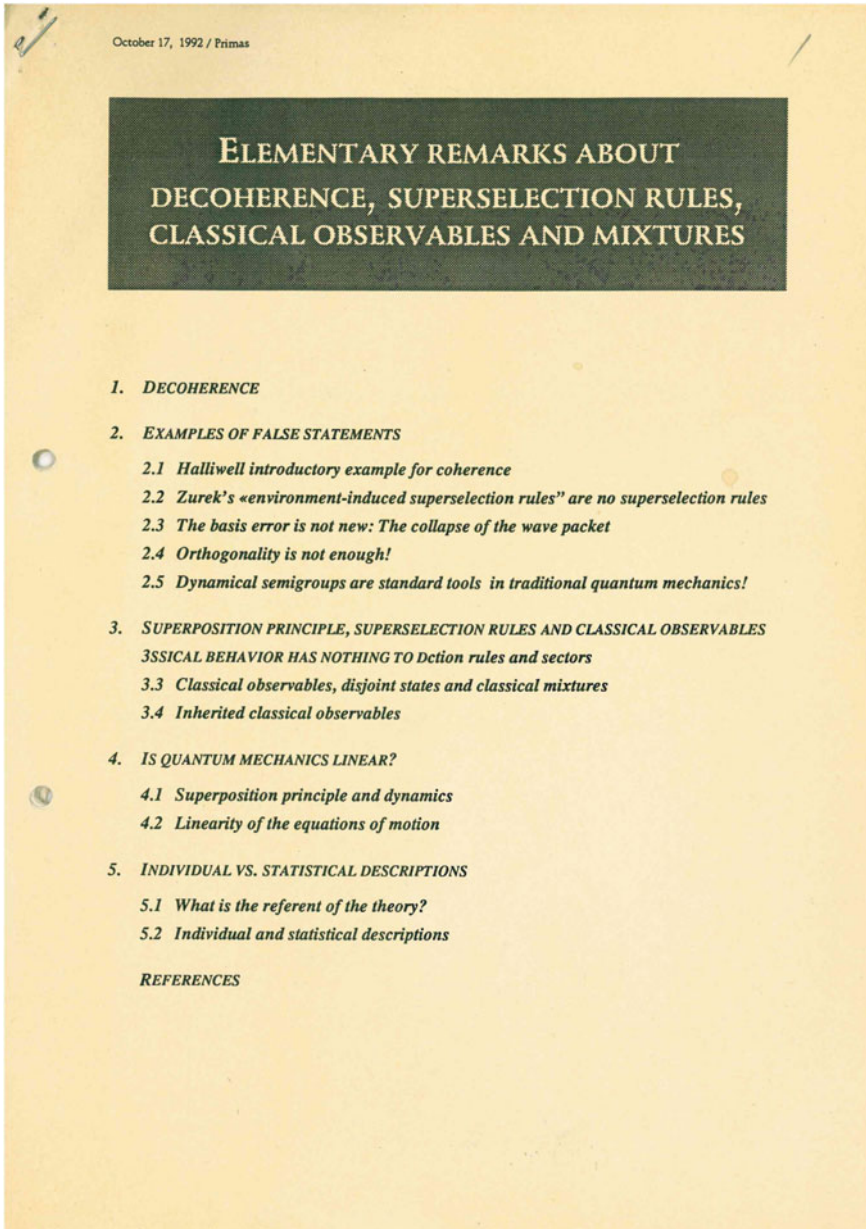 October 17, 1992 / Primas
ELEMENTARY REMARKS ABOUT
DECOHERENCE, SUPERSELECTION RULES,
CLASSICAL OBSERVABLES AND MIXTURES
1. DECOHERENCE
2. EXAMPLES OF FALSE STATEMENTS
2.1 Halliwell introductory example for coherence
2.2 Zurek's «environment-induced superselection rules" are no superselection rules
2.3 The basis error is not new: The collapse of the wave packet
2.4 Orthogonality is not enough!
2.5 Dynamical semigroups are standard tools in traditional quantum mechanics!
3. SUPERPOSITION PRINCIPLE, SUPERSELECTION RULES AND CLASSICAL OBSERVABLES
3SSICAL BEHAVIOR HAS NOTHING TO Dction rules and sectors
3.3 Classical observables, disjoint states and classical mixtures
3.4 Inherited classical observables
4. IS QUANTUM MECHANICS LINEAR?
4.1 Superposition principle and dynamics
4.2 Linearity of the equations of motion
5. INDIVIDUAL VS. STATISTICAL DESCRIPTIONS
5.1 What is the referent of the theory?
5.2 Individual and statistical descriptions
REFERENCES